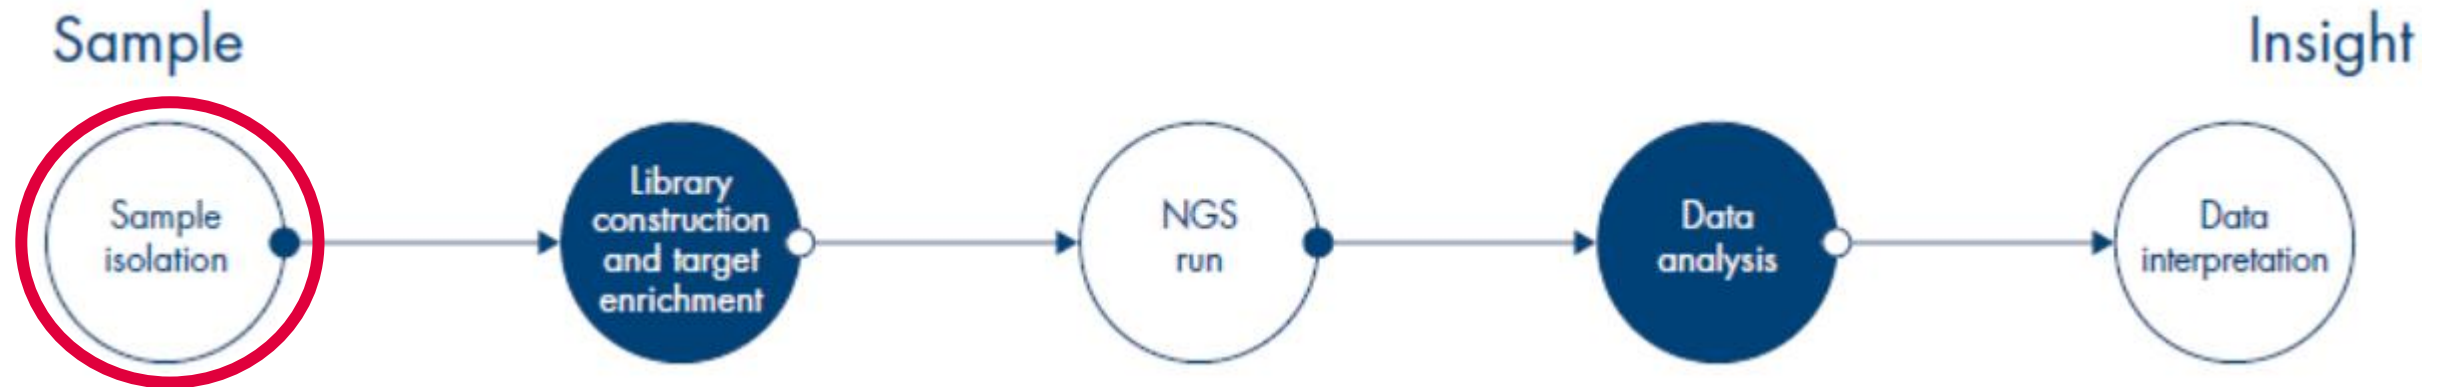 Sample
Insight
Sample
isolation
Library
construction
and target
enrichment
NGS
run
Data
analysis
Data
interpretation